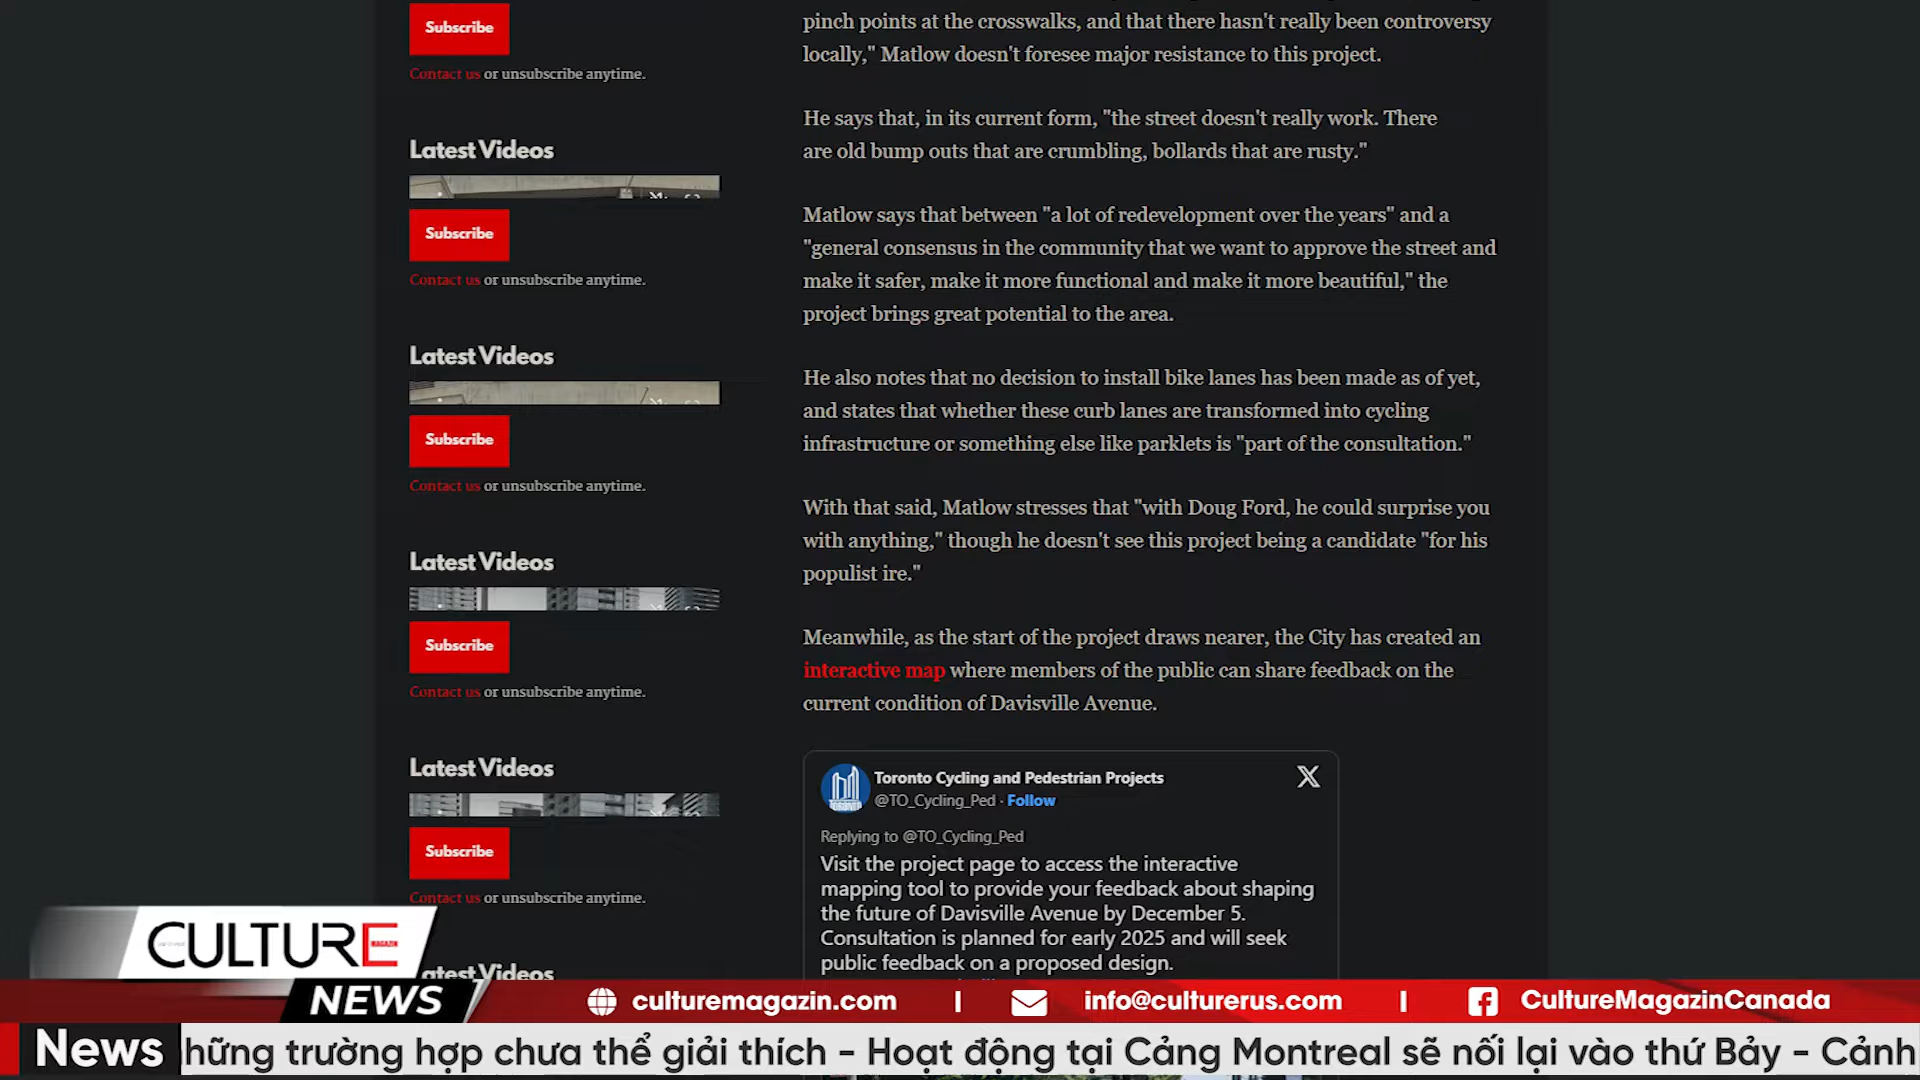 Subscribe
Contact us or unsubscribe anytime.
Latest Videos
Subscribe
Contact us or unsubscribe anytime.
Latest Videos
Subscribe
Contact us or unsubscribe anytime.
Latest Videos
Subscribe
Contact us or unsubscribe anytime.
Latest Videos
Subscribe
Contact us or unsubscribe anytime.
Latest Videos
pinch points at the crosswalks, and that there hasn't really been controversy
locally," Matlow doesn't foresee major resistance to this project.
He says that, in its current form, "the street doesn't really work. There
are old bump outs that are crumbling, bollards that are rusty."
Matlow says that between "a lot of redevelopment over the years" and a
"general consensus in the community that we want to approve the street and
make it safer, make it more functional and make it more beautiful," the
project brings great potential to the area.
He also notes that no decision to install bike lanes has been made as of yet,
and states that whether these curb lanes are transformed into cycling
infrastructure or something else like parklets is "part of the consultation."
With that said, Matlow stresses that "with Doug Ford, he could surprise you
with anything," though he doesn't see this project being a candidate "for his
populist ire."
Meanwhile, as the start of the project draws nearer, the City has created an
interactive map where members of the public can share feedback on the
current condition of Davisville Avenue.
TORONTO
Toronto Cycling and Pedestrian Projects
@TO_Cycling_Ped · Follow
Replying to @TO_Cycling_Ped
Visit the project page to access the interactive
mapping tool to provide your feedback about shaping
the future of Davisville Avenue by December 5.
Consultation is planned for early 2025 and will seek
public feedback on a proposed design.
CULTURE
MAGAZIN
NEWS
culturemagazin.com | info@culturerus.com | CultureMagazinCanada
News
hững trường hợp chưa thể giải thích - Hoạt động tại Cảng Montreal sẽ nối lại vào thứ Bảy - Cảnh